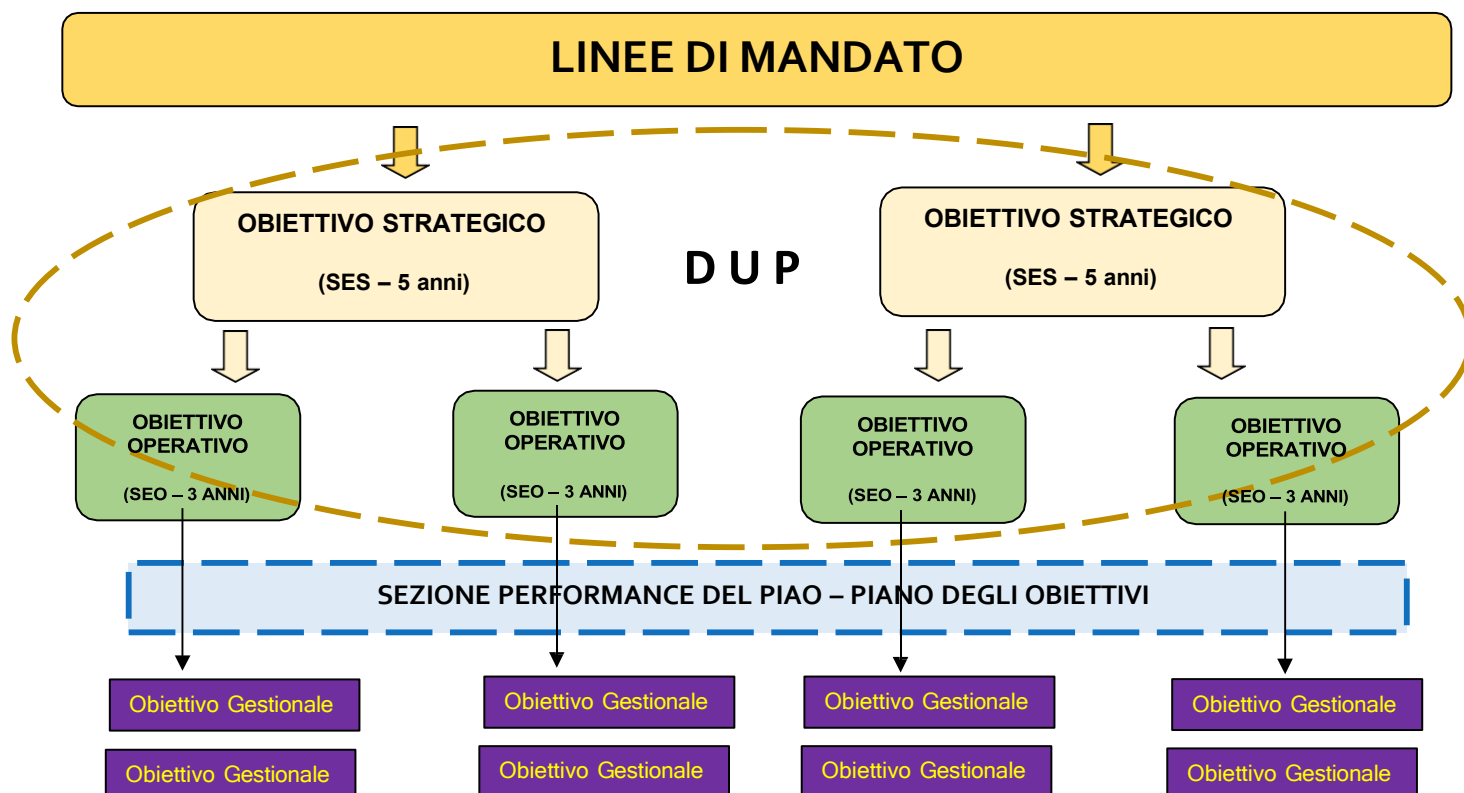 LINEE DI MANDATO
OBIETTIVO STRATEGICO
(SES – 5 anni)
D U P
OBIETTIVO STRATEGICO
(SES – 5 anni)
OBIETTIVO
OPERATIVO
(SEO – 3 ANNI)
OBIETTIVO
OPERATIVO
(SEO – 3 ANNI)
OBIETTIVO
OPERATIVO
(SEO – 3 ANNI)
OBIETTIVO
OPERATIVO
(SEO – 3 ANNI)
SEZIONE PERFORMANCE DEL PIAO – PIANO DEGLI OBIETTIVI
Obiettivo Gestionale
Obiettivo Gestionale
Obiettivo Gestionale
Obiettivo Gestionale
Obiettivo Gestionale
Obiettivo Gestionale
Obiettivo Gestionale
Obiettivo Gestionale